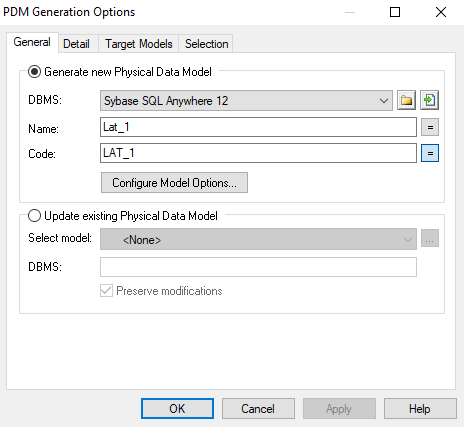 PDM Generation Options
General Detail Target Models Selection
Generate new Physical Data Model
DBMS: Sybase SQL Anywhere 12
Name: Lat_1 =
Code: LAT_1 =
Configure Model Options...
Update existing Physical Data Model
Select model: <None> ...
DBMS:
Preserve modifications
OK Cancel Apply Help